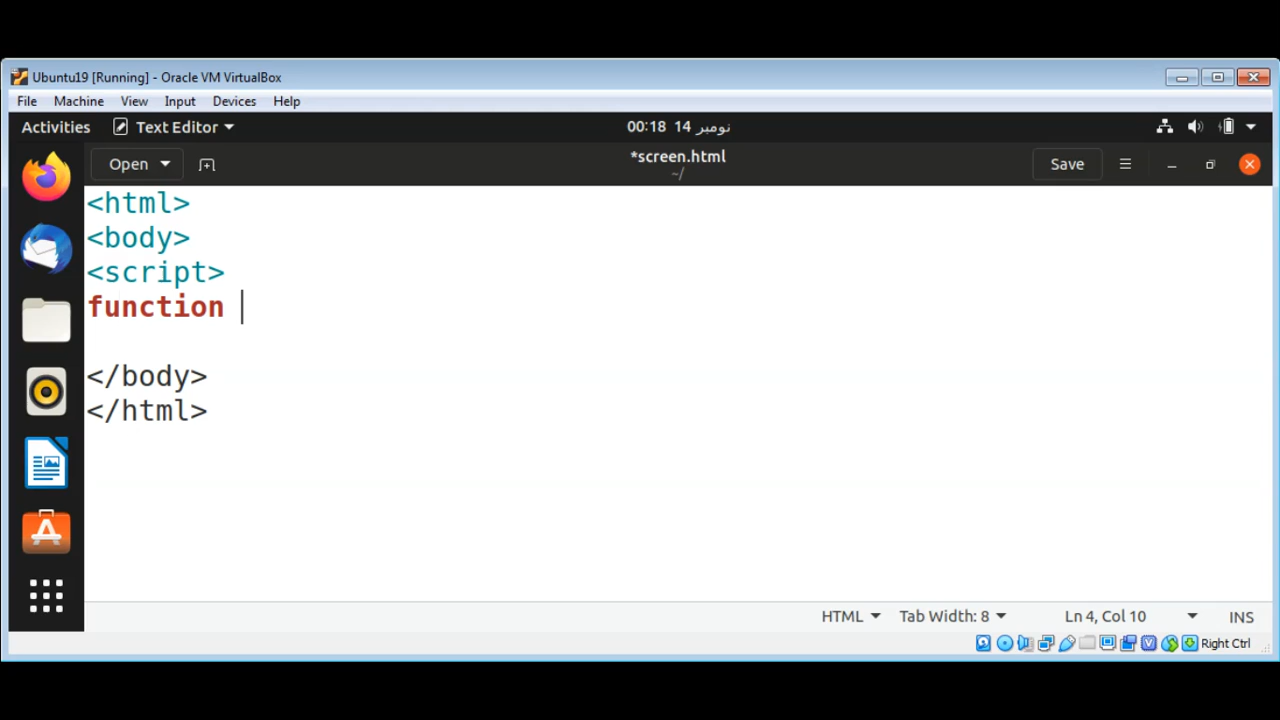 Ubuntu19 [Running] - Oracle VM VirtualBox
File Machine View Input Devices Help
Activities Text Editor 00:18 14 نومبر
Open *screen.html Save
~/
<html>
<body>
<script>
function
</body>
</html>
HTML Tab Width: 8 Ln 4, Col 10 INS
Right Ctrl